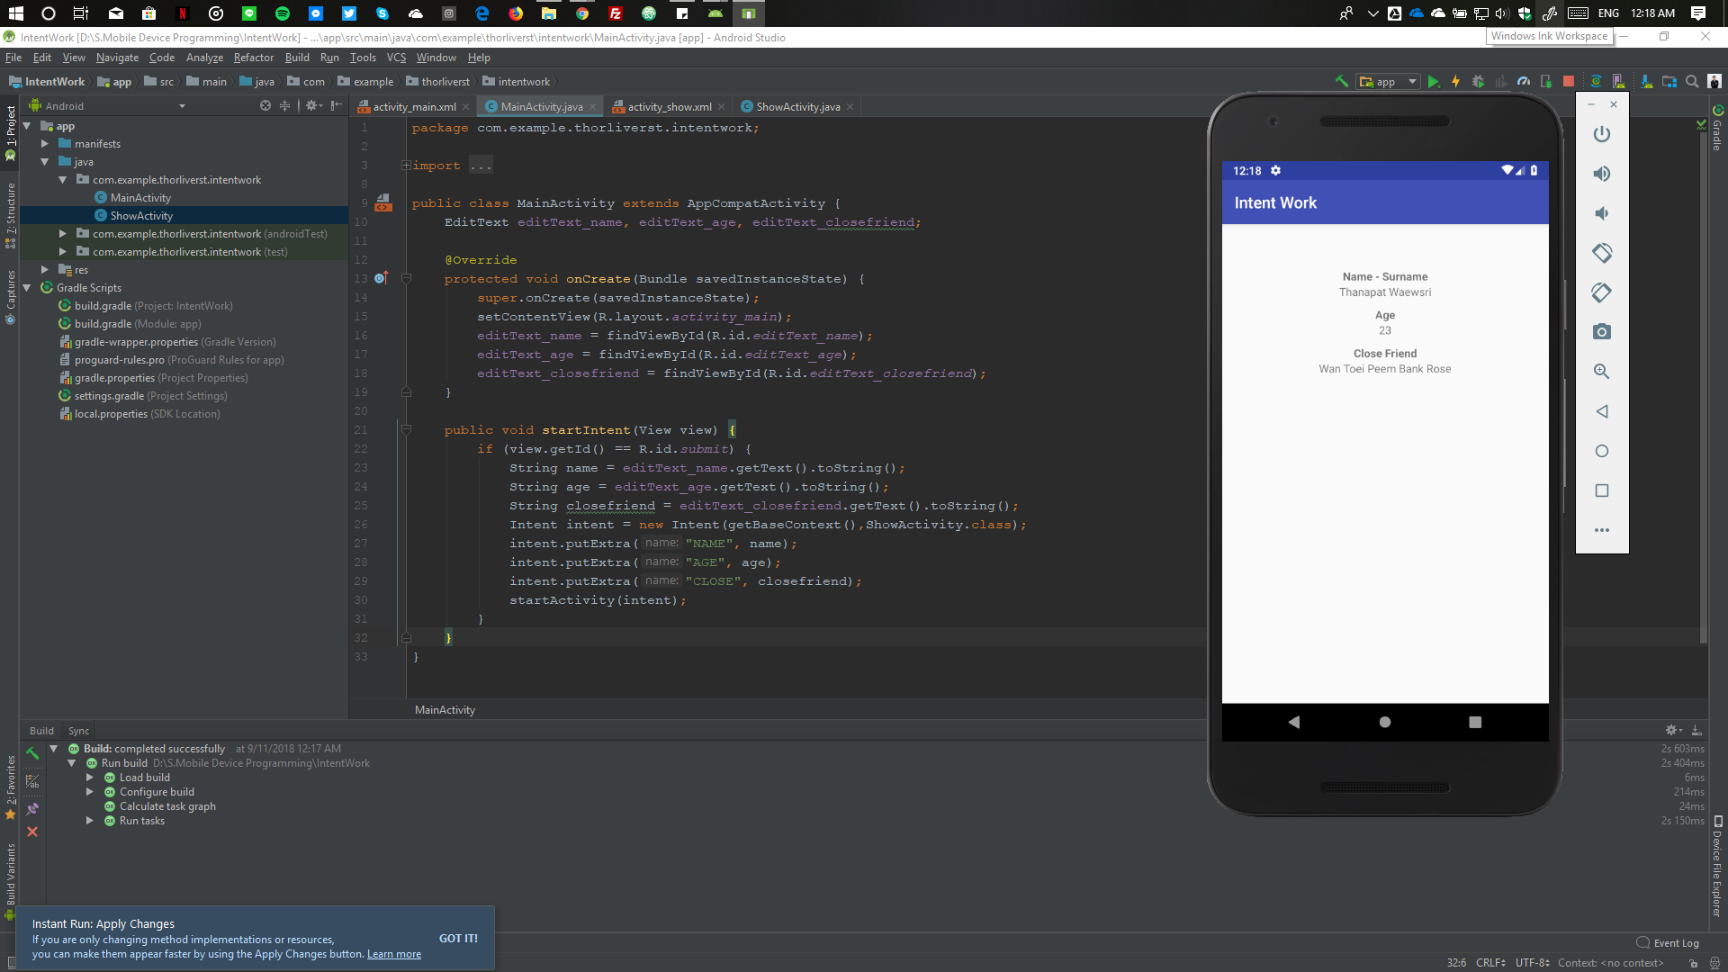 ENG 12:18 AM
Windows Ink Workspace
IntentWork [D:\S.Mobile Device Programming\IntentWork] - ...\app\src\main\java\com\example\thorliverst\intentwork\MainActivity.java [app] - Android Studio
File Edit View Navigate Code Analyze Refactor Build Run Tools VCS Window Help
IntentWork app src main java com example thorliverst intentwork
app
Android
activity_main.xml MainActivity.java activity_show.xml ShowActivity.java
1: Project
Z: Structure
Captures
2: Favorites
Build Variants
app
manifests
java
com.example.thorliverst.intentwork
MainActivity
ShowActivity
com.example.thorliverst.intentwork (androidTest)
com.example.thorliverst.intentwork (test)
res
Gradle Scripts
build.gradle (Project: IntentWork)
build.gradle (Module: app)
gradle-wrapper.properties (Gradle Version)
proguard-rules.pro (ProGuard Rules for app)
gradle.properties (Project Properties)
settings.gradle (Project Settings)
local.properties (SDK Location)
1 package com.example.thorliverst.intentwork;
2
3 import ...
8
9 public class MainActivity extends AppCompatActivity {
10 EditText editText_name, editText_age, editText_closefriend;
11
12 @Override
13 protected void onCreate(Bundle savedInstanceState) {
14 super.onCreate(savedInstanceState);
15 setContentView(R.layout.activity_main);
16 editText_name = findViewById(R.id.editText_name);
17 editText_age = findViewById(R.id.editText_age);
18 editText_closefriend = findViewById(R.id.editText_closefriend);
19 }
20
21 public void startIntent(View view) {
22 if (view.getId() == R.id.submit) {
23 String name = editText_name.getText().toString();
24 String age = editText_age.getText().toString();
25 String closefriend = editText_closefriend.getText().toString();
26 Intent intent = new Intent(getBaseContext(),ShowActivity.class);
27 intent.putExtra( name: "NAME", name);
28 intent.putExtra( name: "AGE", age);
29 intent.putExtra( name: "CLOSE", closefriend);
30 startActivity(intent);
31 }
32 }
33 }
MainActivity
12:18
Intent Work
Name - Surname
Thanapat Waewsri
Age
23
Close Friend
Wan Toei Peem Bank Rose
Gradle
Device File Explorer
Build Sync
Build: completed successfully at 9/11/2018 12:17 AM 2s 603ms
Run build D:\S.Mobile Device Programming\IntentWork 2s 404ms
Load build 6ms
Configure build 214ms
Calculate task graph 24ms
Run tasks 2s 150ms
Instant Run: Apply Changes
If you are only changing method implementations or resources,
you can make them appear faster by using the Apply Changes button. Learn more
GOT IT!
Event Log
32:6 CRLF UTF-8 Context: <no context>